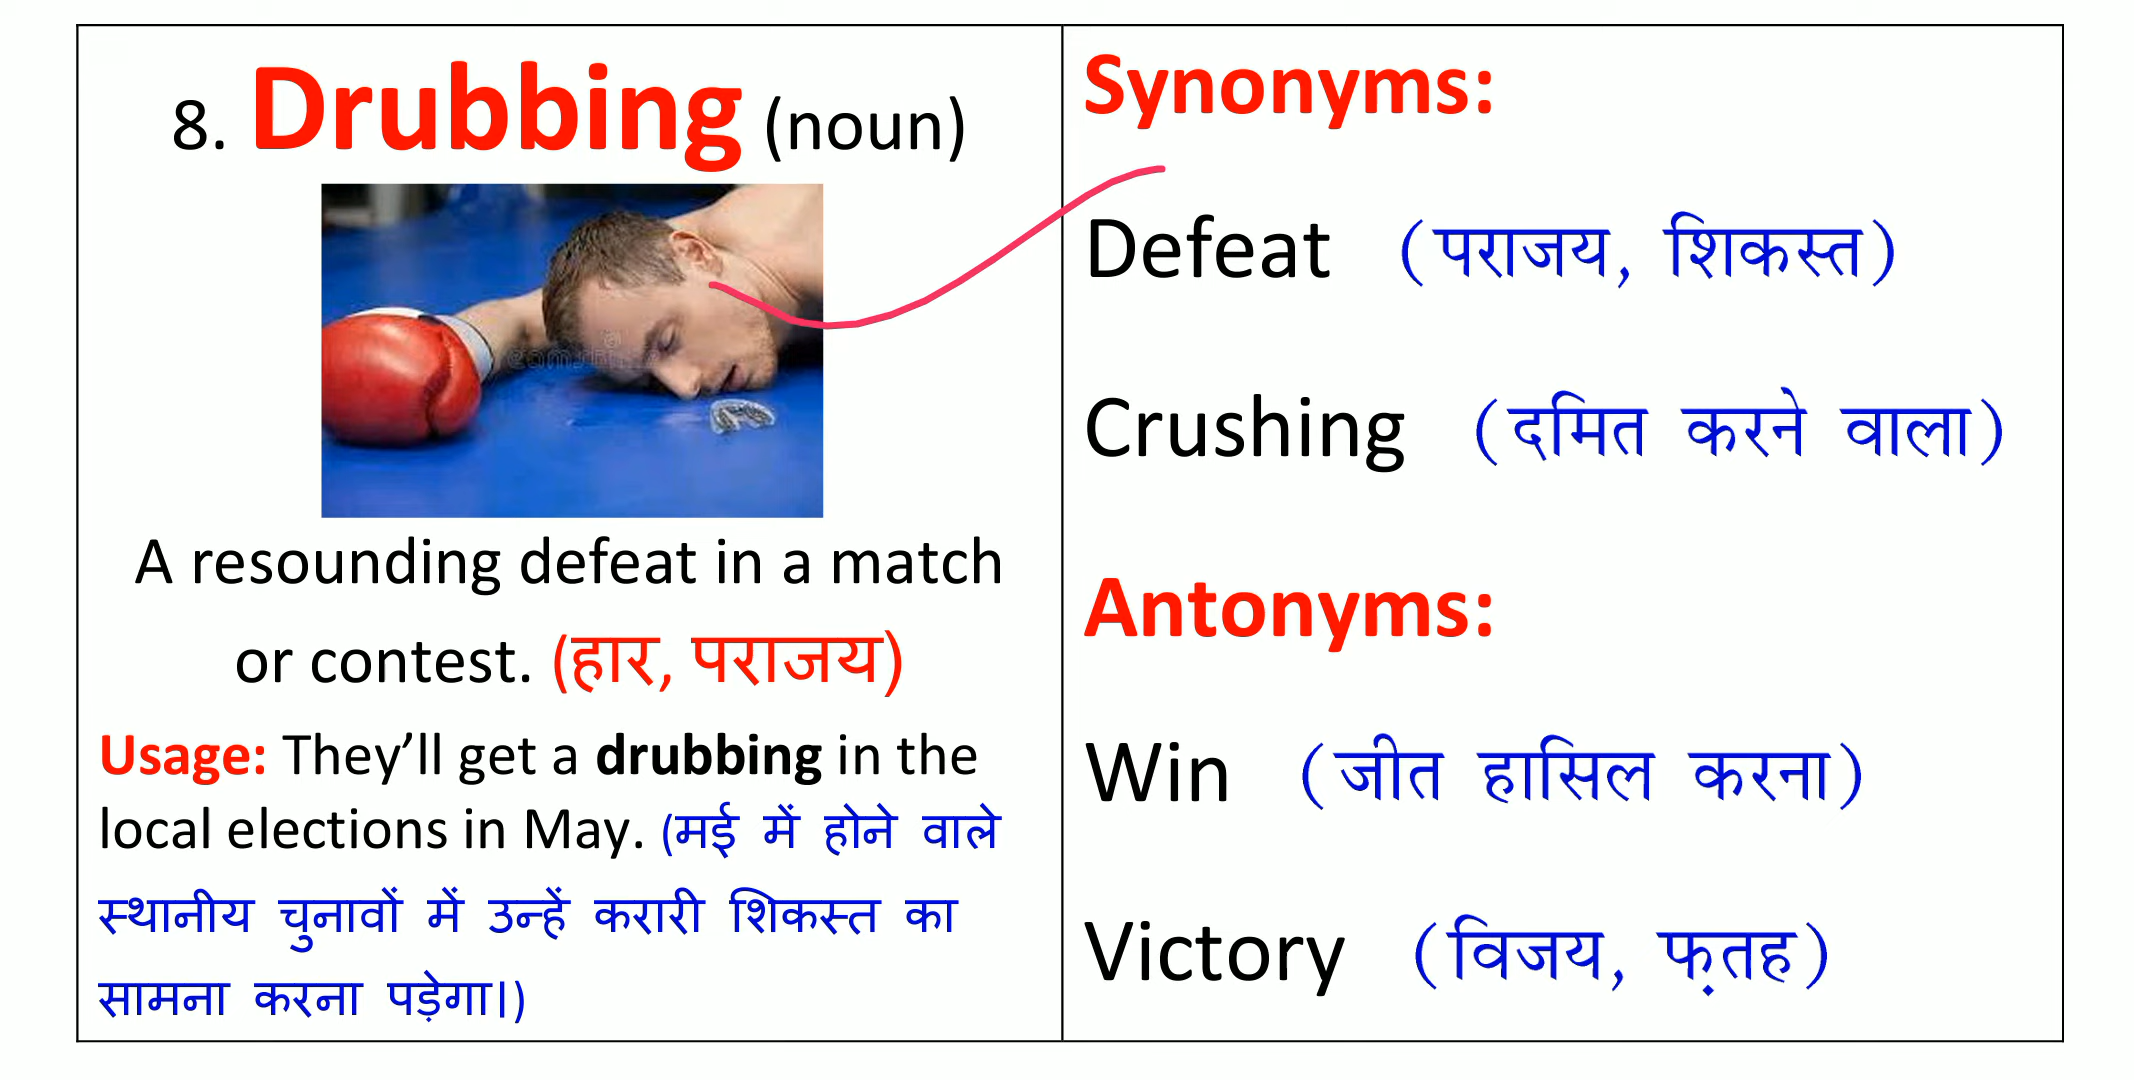 8. Drubbing (noun)
A resounding defeat in a match
or contest. (हार, पराजय)
Usage: They’ll get a drubbing in the
local elections in May. (मई में होने वाले
स्थानीय चुनावों में उन्हें करारी शिकस्त का
सामना करना पड़ेगा।)
Synonyms:
Defeat (पराजय, शिकस्त)
Crushing (दमित करने वाला)
Antonyms:
Win (जीत हासिल करना)
Victory (विजय, फ़तह)